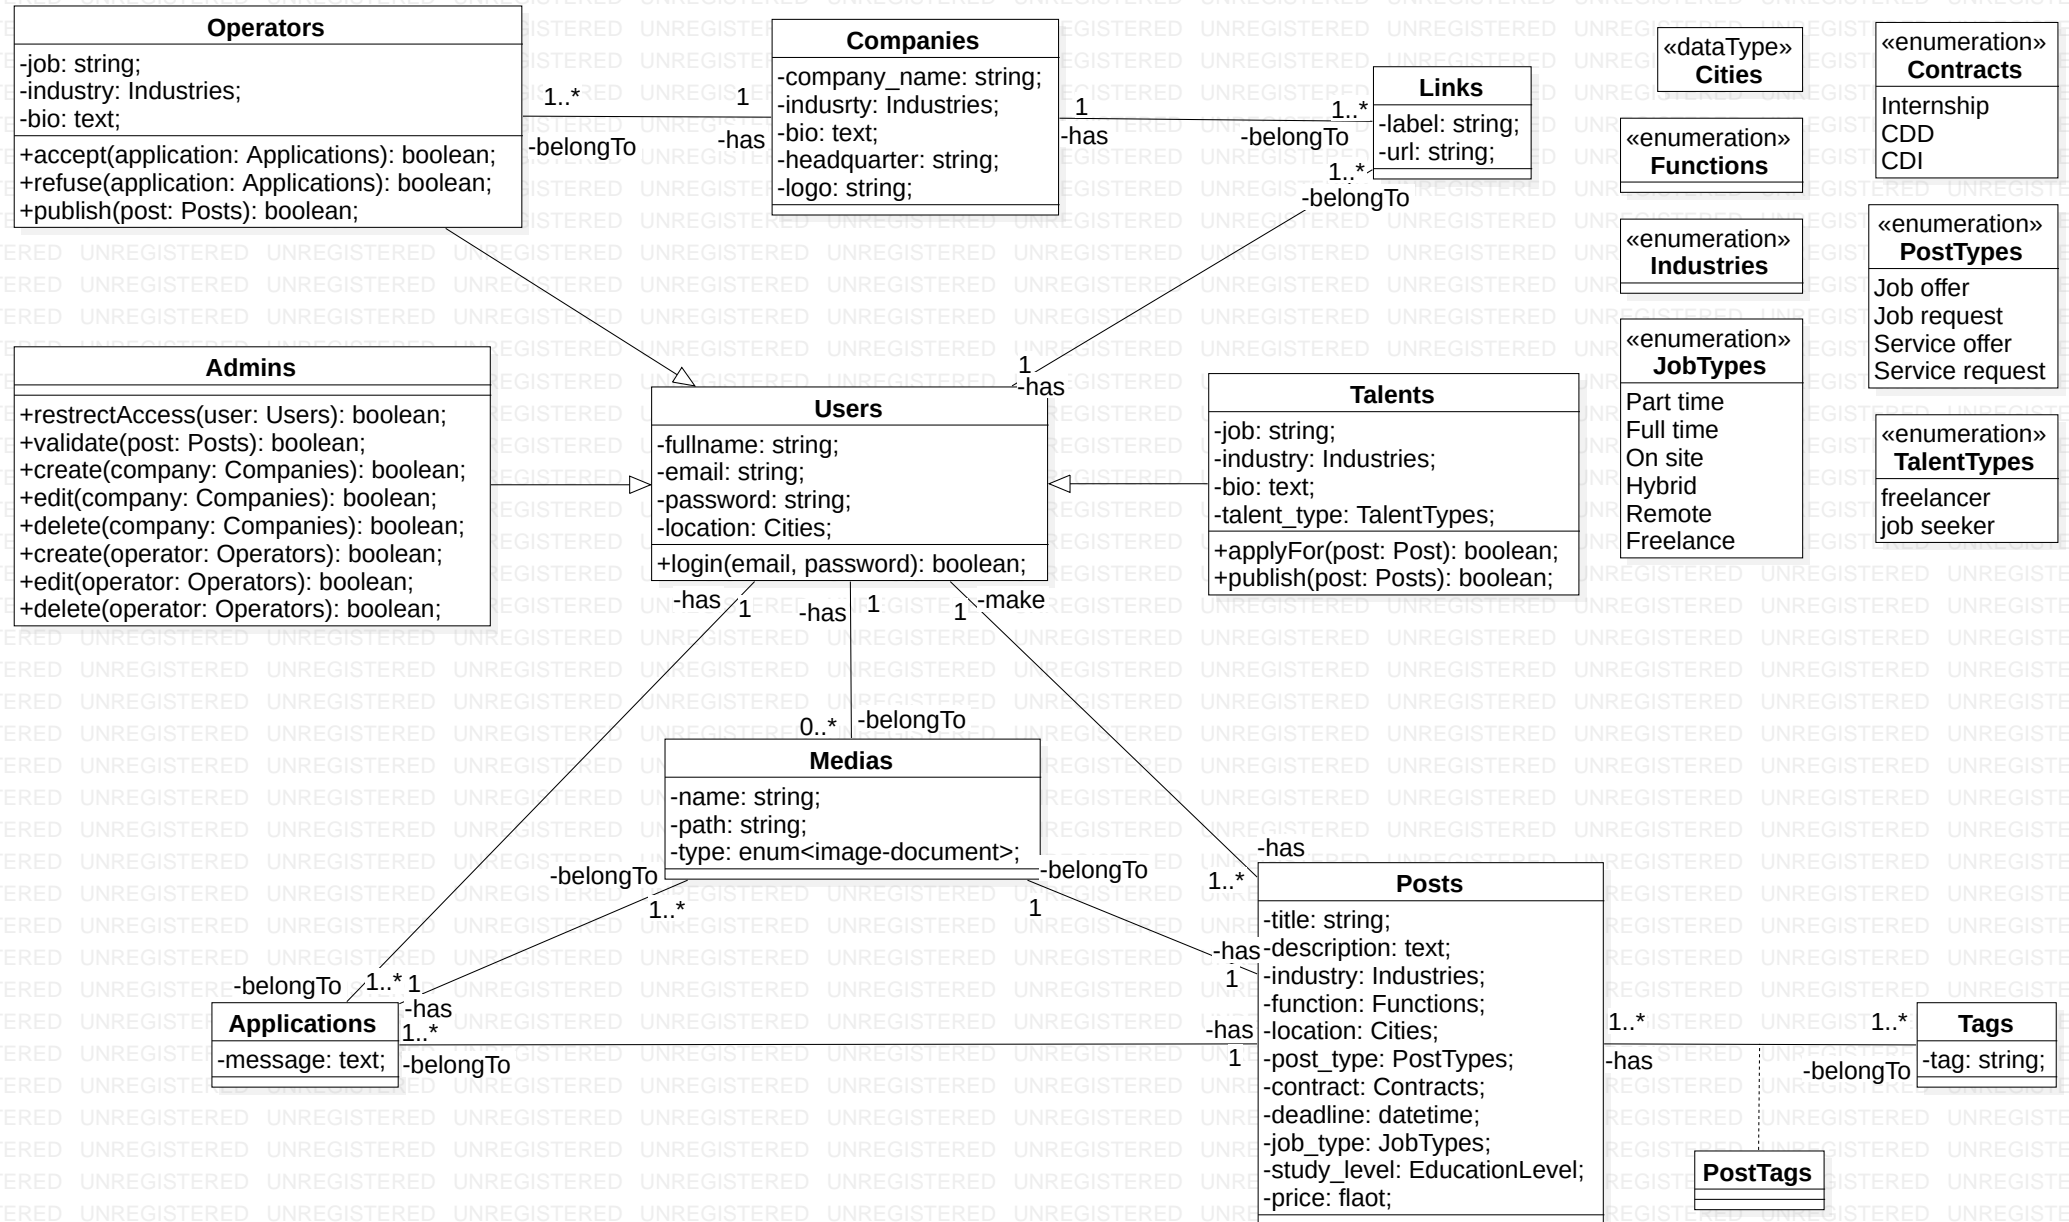 Operators
-job: string;
-industry: Industries;
-bio: text;
+accept(application: Applications): boolean;
+refuse(application: Applications): boolean;
+publish(post: Posts): boolean;
1..*
-belongTo
1
-has
Companies
-company_name: string;
-indusrty: Industries;
-bio: text;
-headquarter: string;
-logo: string;
1
-has
1..*
-belongTo
Links
-label: string;
-url: string;
1..*
-belongTo
1
-has
«dataType»
Cities
«enumeration»
Functions
«enumeration»
Industries
«enumeration»
JobTypes
Part time
Full time
On site
Hybrid
Remote
Freelance
«enumeration»
Contracts
Internship
CDD
CDI
«enumeration»
PostTypes
Job offer
Job request
Service offer
Service request
«enumeration»
TalentTypes
freelancer
job seeker
Admins
+restrectAccess(user: Users): boolean;
+validate(post: Posts): boolean;
+create(company: Companies): boolean;
+edit(company: Companies): boolean;
+delete(company: Companies): boolean;
+create(operator: Operators): boolean;
+edit(operator: Operators): boolean;
+delete(operator: Operators): boolean;
Users
-fullname: string;
-email: string;
-password: string;
-location: Cities;
+login(email, password): boolean;
Talents
-job: string;
-industry: Industries;
-bio: text;
-talent_type: TalentTypes;
+applyFor(post: Post): boolean;
+publish(post: Posts): boolean;
-has
1
-has
1
1
-make
0..*
-belongTo
Medias
-name: string;
-path: string;
-type: enum<image-document>;
-belongTo
1..*
-belongTo
1
-has
1..*
-has
1
Posts
-title: string;
-description: text;
-industry: Industries;
-function: Functions;
-location: Cities;
-post_type: PostTypes;
-contract: Contracts;
-deadline: datetime;
-job_type: JobTypes;
-study_level: EducationLevel;
-price: flaot;
-belongTo
1..*
1
-has
Applications
-message: text;
1..*
-belongTo
-has
1
1..*
-has
1..*
-belongTo
Tags
-tag: string;
PostTags
UNREGISTERED